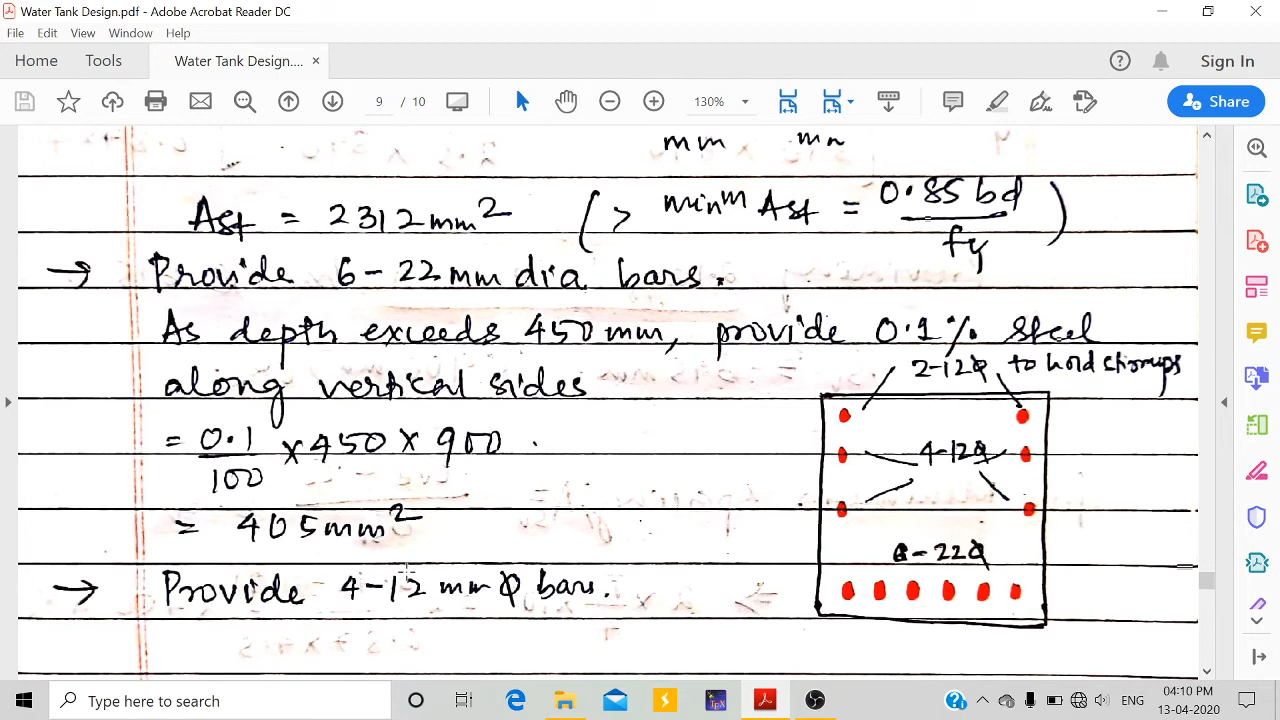 Water Tank Design.pdf - Adobe Acrobat Reader DC
File Edit View Window Help
Home Tools Water Tank Design.... × Sign In
9 / 10 130% Share
mm mm
Ast = 2312 mm² ( > minᵐ Ast = 0.85 bd / fy )
→ Provide 6 - 22 mm dia bars.
As depth exceeds 450 mm, provide 0.1 % steel
along vertical sides
= 0.1 / 100 × 450 × 900
= 405 mm²
→ Provide 4 - 12 mm Φ bars.
2-12Φ to hold stirrups
4-12Φ
6-22Φ
Type here to search
ENG
04:10 PM
13-04-2020